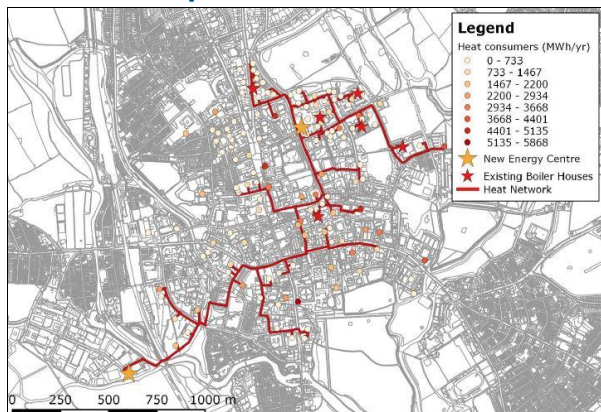 Legend
Heat consumers (MWh/yr)
0 - 733
733 - 1467
1467 - 2200
2200 - 2934
2934 - 3668
3668 - 4401
4401 - 5135
5135 - 5868
New Energy Centre
Existing Boiler Houses
Heat Network
0 250 500 750 1000 m